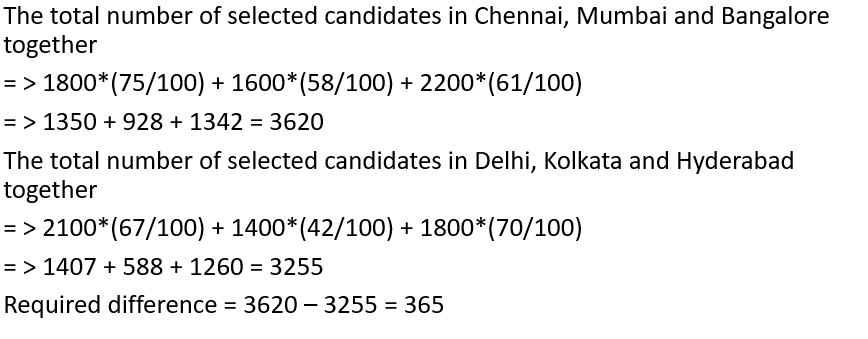 The total number of selected candidates in Chennai, Mumbai and Bangalore
together
= > 1800*(75/100) + 1600*(58/100) + 2200*(61/100)
= > 1350 + 928 + 1342 = 3620
The total number of selected candidates in Delhi, Kolkata and Hyderabad
together
= > 2100*(67/100) + 1400*(42/100) + 1800*(70/100)
= > 1407 + 588 + 1260 = 3255
Required difference = 3620 – 3255 = 365